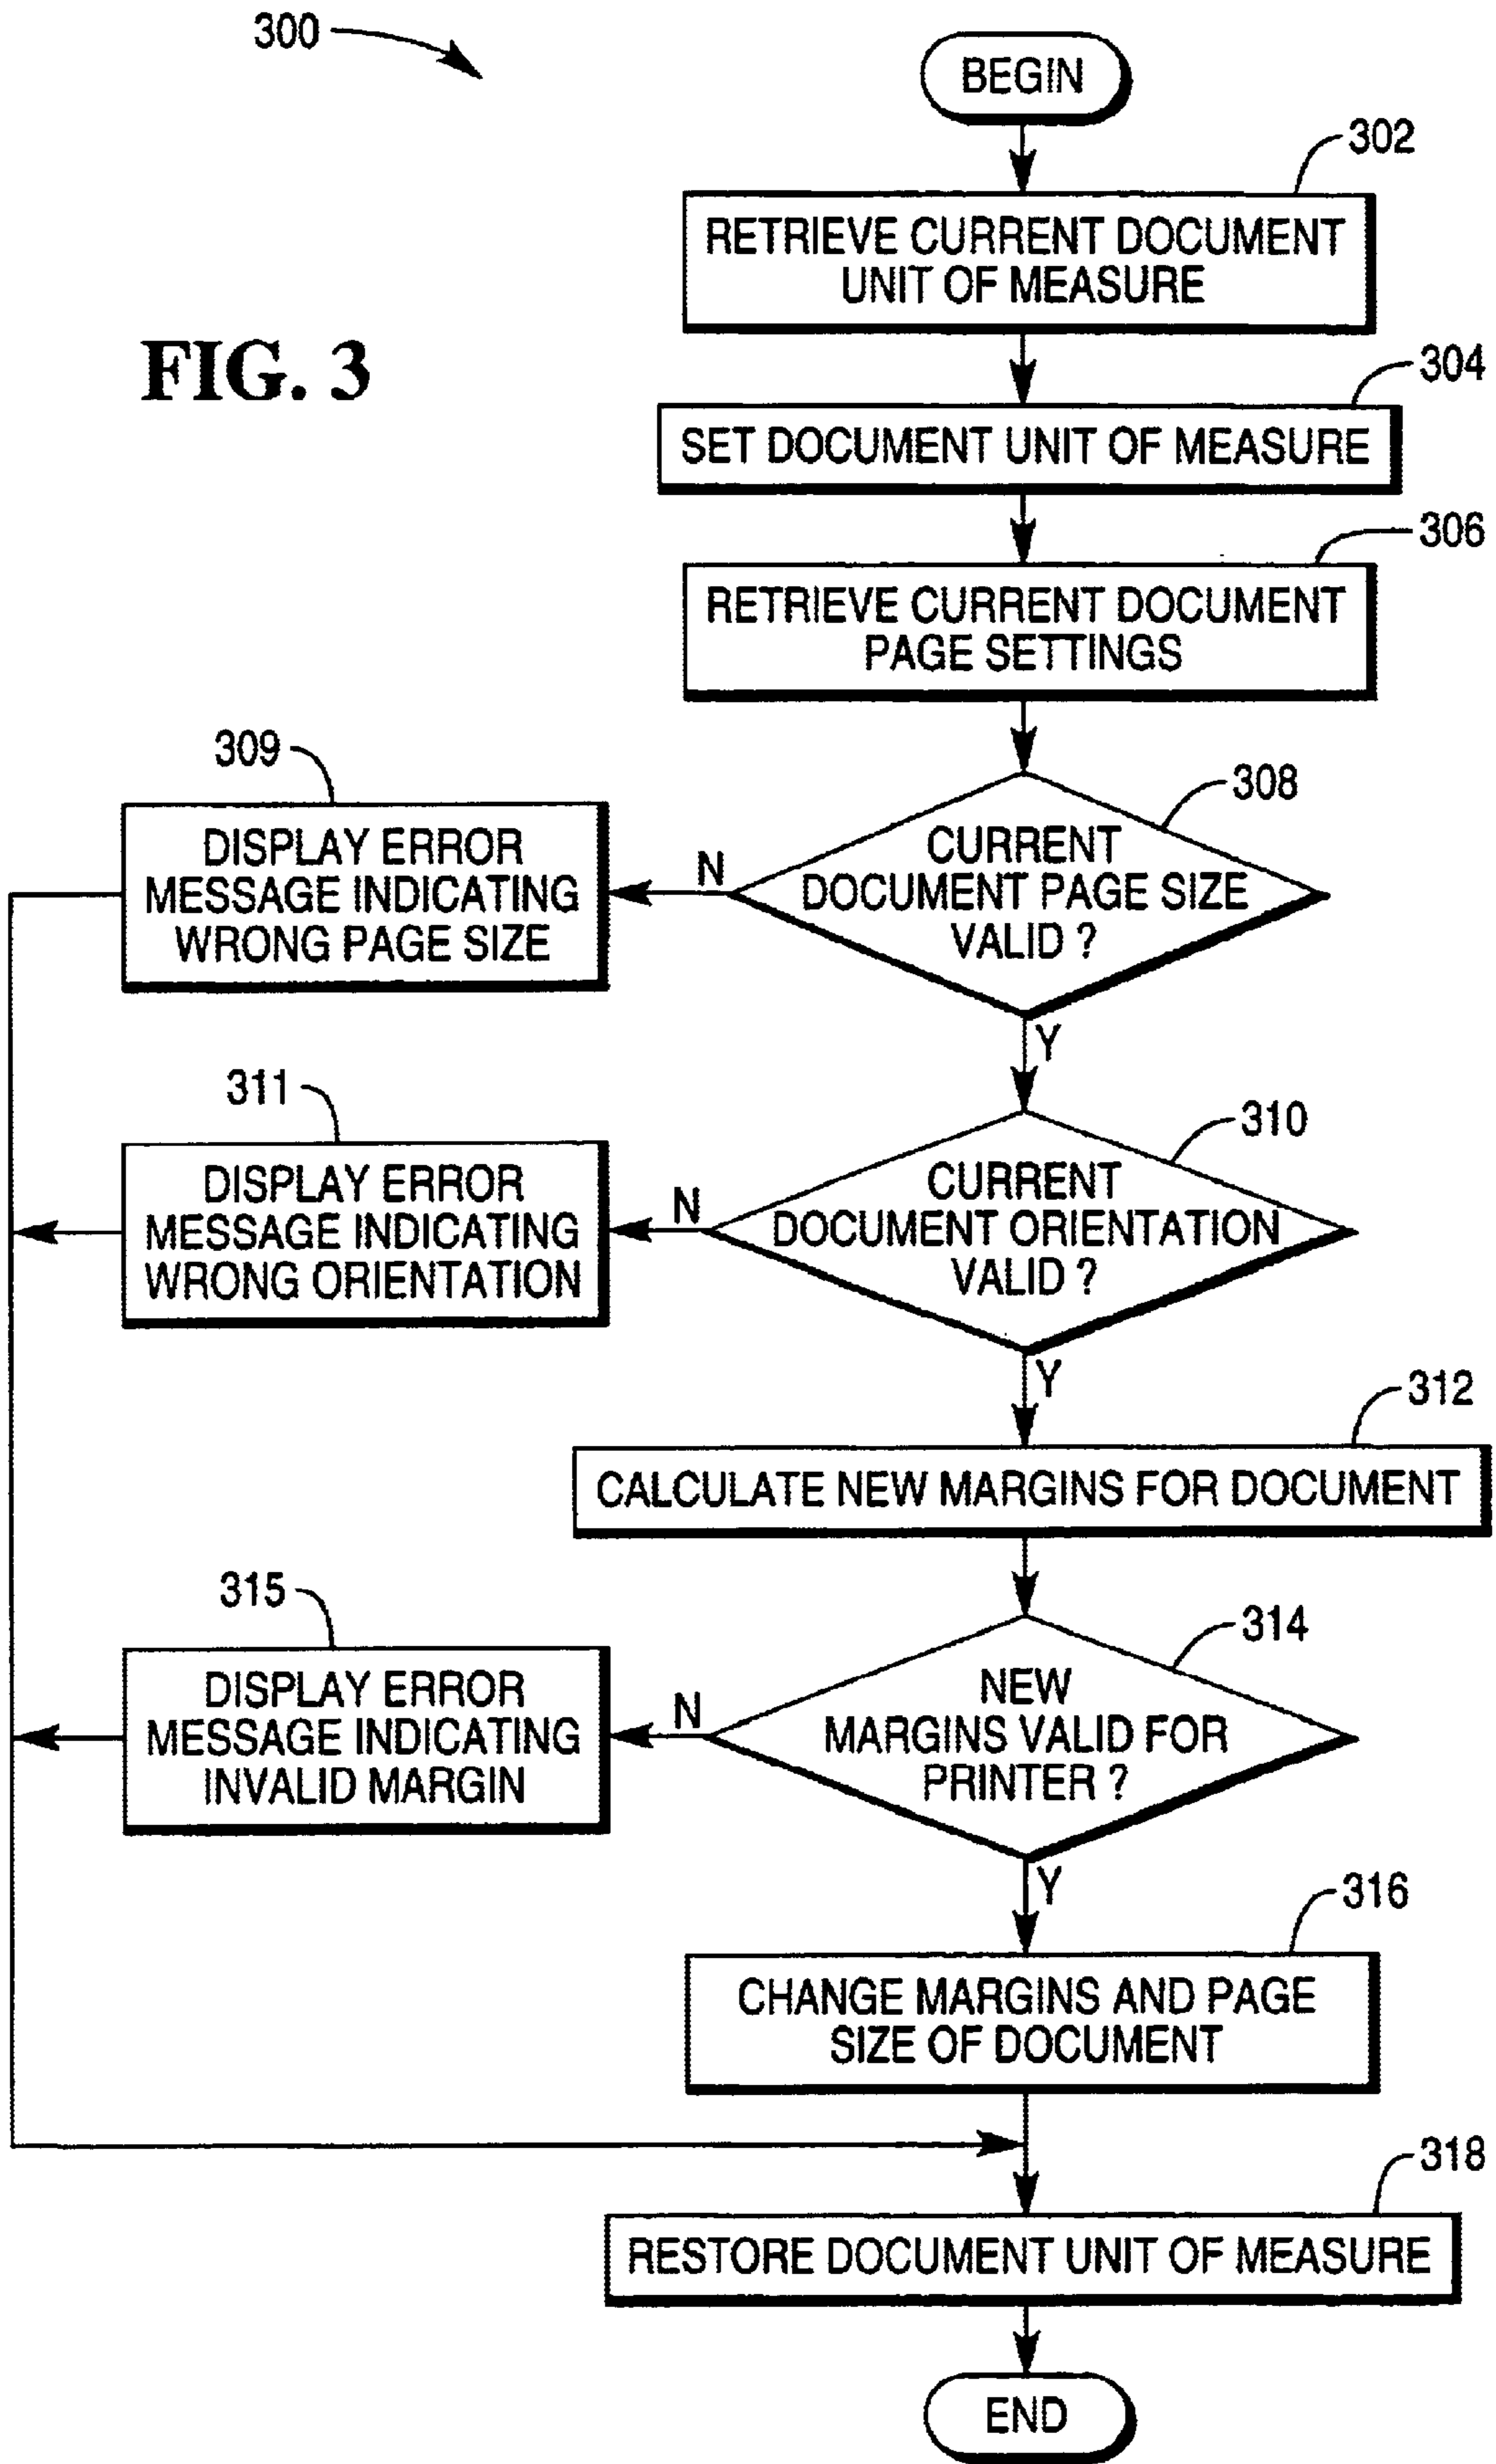 300
BEGIN
302
RETRIEVE CURRENT DOCUMENT
UNIT OF MEASURE
FIG. 3
304
SET DOCUMENT UNIT OF MEASURE
306
RETRIEVE CURRENT DOCUMENT
PAGE SETTINGS
309
DISPLAY ERROR
MESSAGE INDICATING
WRONG PAGE SIZE
N
308
CURRENT
DOCUMENT PAGE SIZE
VALID ?
Y
311
DISPLAY ERROR
MESSAGE INDICATING
WRONG ORIENTATION
N
310
CURRENT
DOCUMENT ORIENTATION
VALID ?
Y
312
CALCULATE NEW MARGINS FOR DOCUMENT
315
DISPLAY ERROR
MESSAGE INDICATING
INVALID MARGIN
N
314
NEW
MARGINS VALID FOR
PRINTER ?
Y
316
CHANGE MARGINS AND PAGE
SIZE OF DOCUMENT
318
RESTORE DOCUMENT UNIT OF MEASURE
END